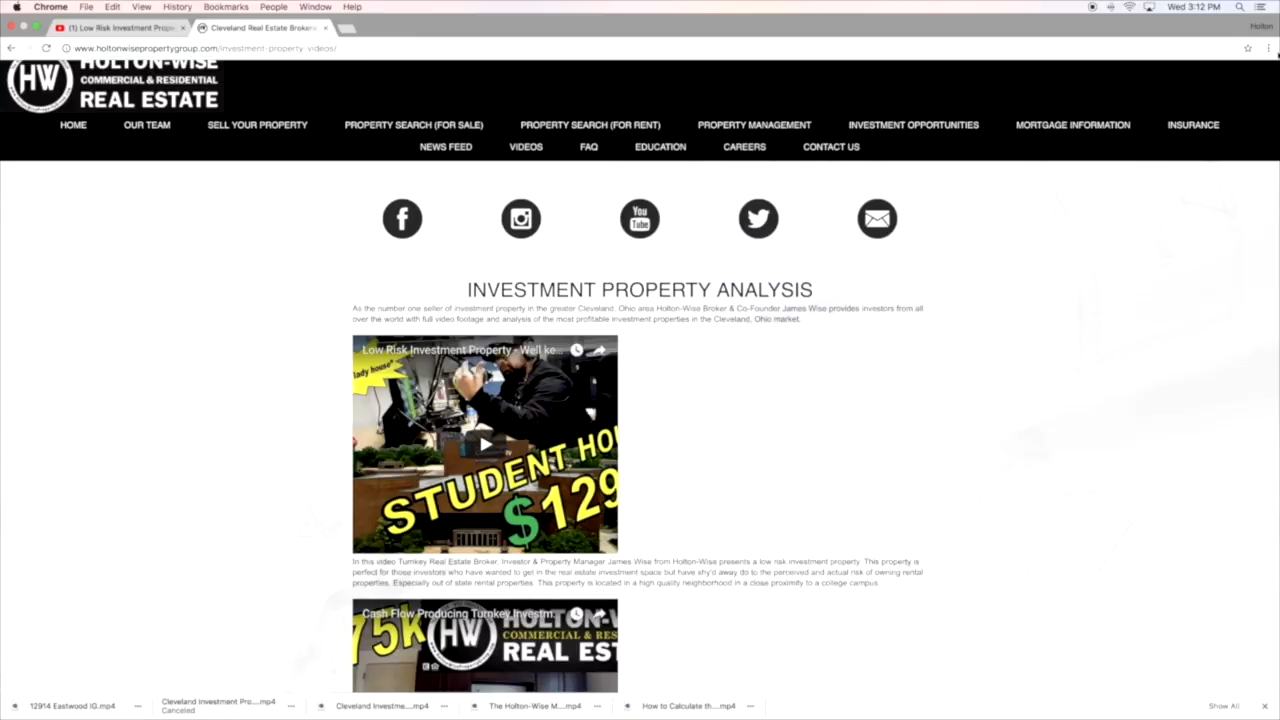 Chrome File Edit View History Bookmarks People Window Help Wed 3:12 PM
(1) Low Risk Investment Prope Cleveland Real Estate Brokers Holton
www.holtonwisepropertygroup.com/investment-property-videos/
HW HOLTON-WISE
COMMERCIAL & RESIDENTIAL
REAL ESTATE
HOME OUR TEAM SELL YOUR PROPERTY PROPERTY SEARCH (FOR SALE) PROPERTY SEARCH (FOR RENT) PROPERTY MANAGEMENT INVESTMENT OPPORTUNITIES MORTGAGE INFORMATION INSURANCE
NEWS FEED VIDEOS FAQ EDUCATION CAREERS CONTACT US
You
Tube
INVESTMENT PROPERTY ANALYSIS
As the number one seller of investment property in the greater Cleveland, Ohio area Holton-Wise Broker & Co-Founder James Wise provides investors from all
over the world with full video footage and analysis of the most profitable investment properties in the Cleveland, Ohio market.
Low Risk Investment Property - Well ke...
lady house"
STUDENT HOU
$129
In this video Turnkey Real Estate Broker, Investor & Property Manager James Wise from Holton-Wise presents a low risk investment property. This property is
perfect for those investors who have wanted to get in the real estate investment space but have shy'd away do to the perceived and actual risk of owning rental
properties. Especially out of state rental properties. This property is located in a high quality neighborhood in a close proximity to a college campus.
Cash Flow Producing Turnkey Investm...
75k HW HOLTON-W
COMMERCIAL & RES
REAL EST
12914 Eastwood IG.mp4 Cleveland Investment Pro....mp4 Cleveland Investme....mp4 The Holton-Wise M....mp4 How to Calculate th....mp4 Show All
Canceled